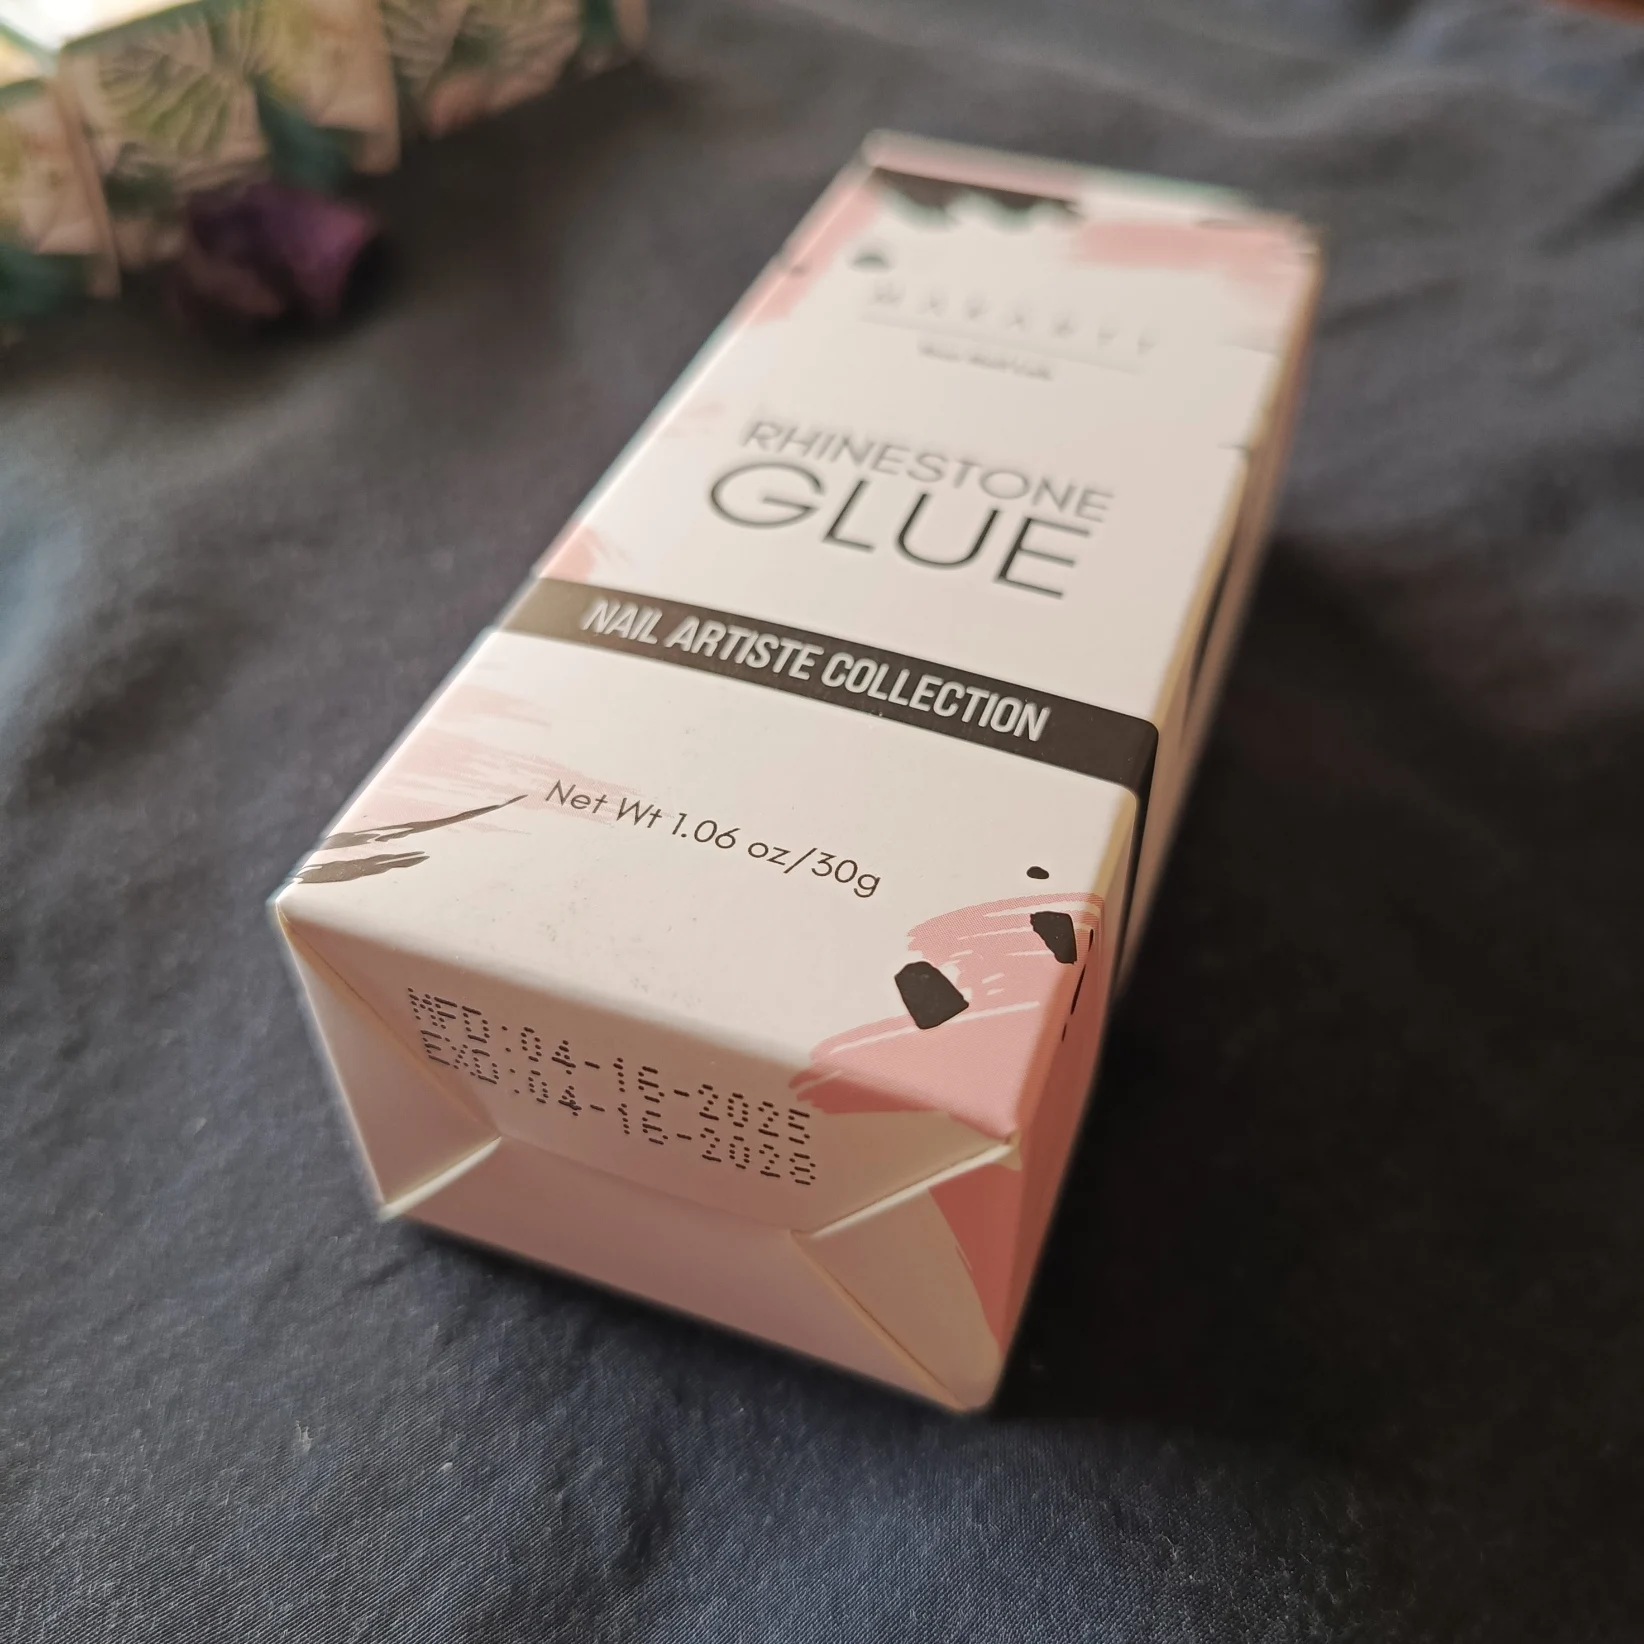 RHINESTONE
GLUE
NAIL ARTISTE COLLECTION
Net Wt 1.06 oz/30g
MFD:04-16-2025
EXD:04-16-2028